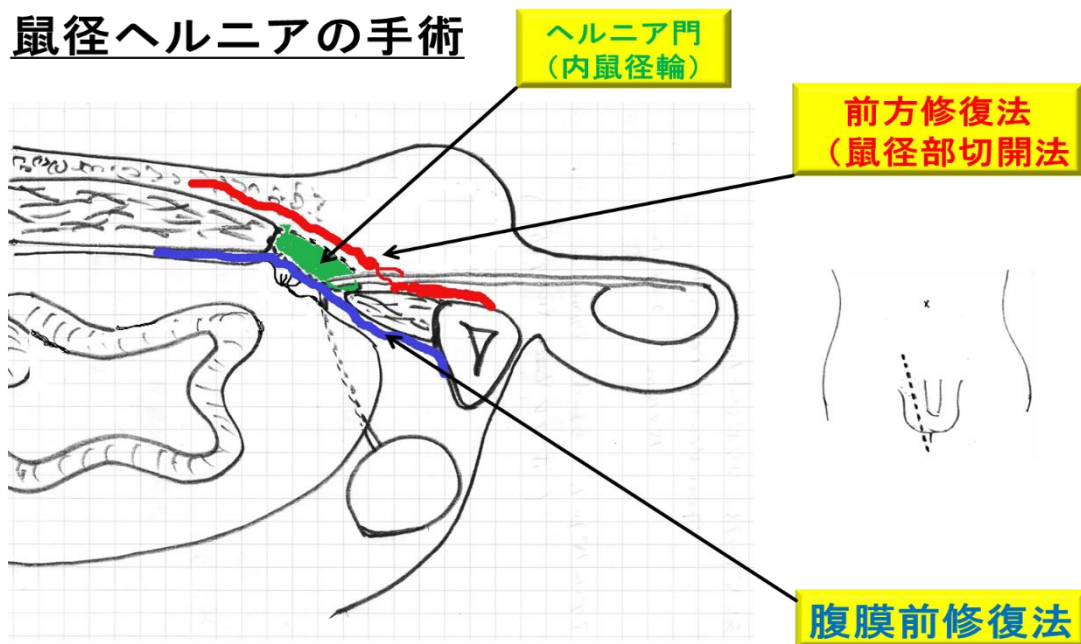 鼠径ヘルニアの手術
ヘルニア門
（内鼠径輪）
前方修復法
（鼠径部切開法
腹膜前修復法